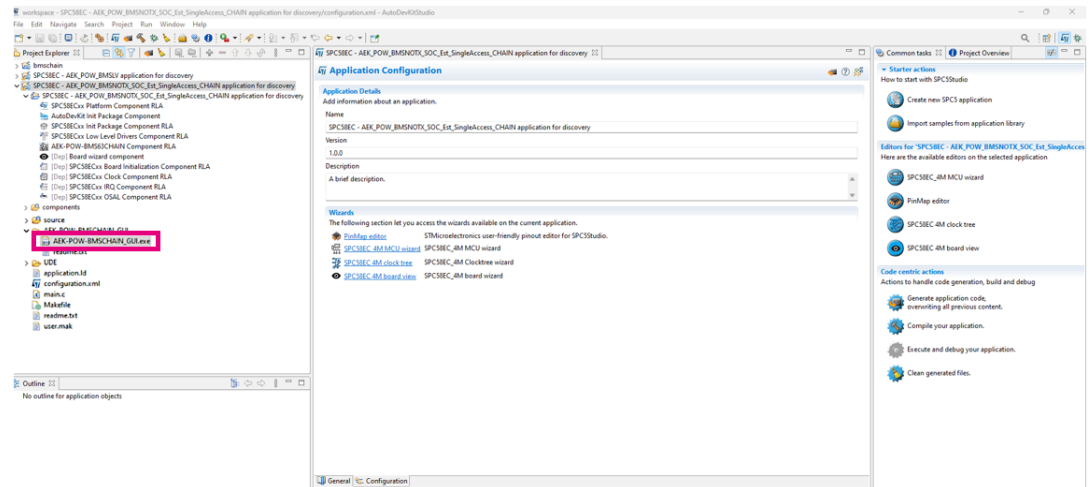 workspace - SPC58EC - AEK_POW_BMSNOTX_SOC_Est_SingleAccess_CHAIN application for discovery/configuration.xml - AutoDevKitStudio
File Edit Navigate Search Project Run Window Help
Project Explorer
bmschain
SPC58EC - AEK_POW_BMSLV application for discovery
SPC58EC - AEK_POW_BMSNOTX_SOC_Est_SingleAccess_CHAIN application for discovery
SPC58EC - AEK_POW_BMSNOTX_SOC_Est_SingleAccess_CHAIN application for discovery
SPC58ECxx Platform Component RLA
AutoDevKit Init Package Component
SPC58ECxx Init Package Component RLA
SPC58ECxx Low Level Drivers Component RLA
AEK-POW-BMS63CHAIN Component RLA
[Dep] Board wizard component
[Dep] SPC58ECxx Board Initialization Component RLA
[Dep] SPC58ECxx Clock Component RLA
[Dep] SPC58ECxx IRQ Component RLA
[Dep] SPC58ECxx OSAL Component RLA
components
source
AEK-POW-BMSCHAIN_GUI
AEK-POW-BMSCHAIN_GUI.exe
readme.txt
UDE
application.ld
configuration.xml
main.c
Makefile
readme.txt
user.mak
Outline
No outline for application objects
SPC58EC - AEK_POW_BMSNOTX_SOC_Est_SingleAccess_CHAIN application for discovery
Application Configuration
Application Details
Add information about an application.
Name
SPC58EC - AEK_POW_BMSNOTX_SOC_Est_SingleAccess_CHAIN application for discovery
Version
1.0.0
Description
A brief description.
Wizards
The following section let you access the wizards available on the current application.
PinMap editor STMicroelectronics user-friendly pinout editor for SPC5Studio.
SPC58EC 4M MCU wizard SPC58EC_4M MCU wizard
SPC58EC 4M clock tree SPC58EC_4M Clocktree wizard
SPC58EC 4M board view SPC58EC_4M board wizard
General Configuration
Common tasks Project Overview
Starter actions
How to start with SPC5Studio
Create new SPC5 application
Import samples from application library
Editors for 'SPC58EC - AEK_POW_BMSNOTX_SOC_Est_SingleAcces
Here are the available editors on the selected application
SPC58EC_4M MCU wizard
PinMap editor
SPC58EC 4M clock tree
SPC58EC 4M board view
Code centric actions
Actions to handle code generation, build and debug
Generate application code,
overwriting all previous content.
Compile your application.
Execute and debug your application.
Clean generated files.